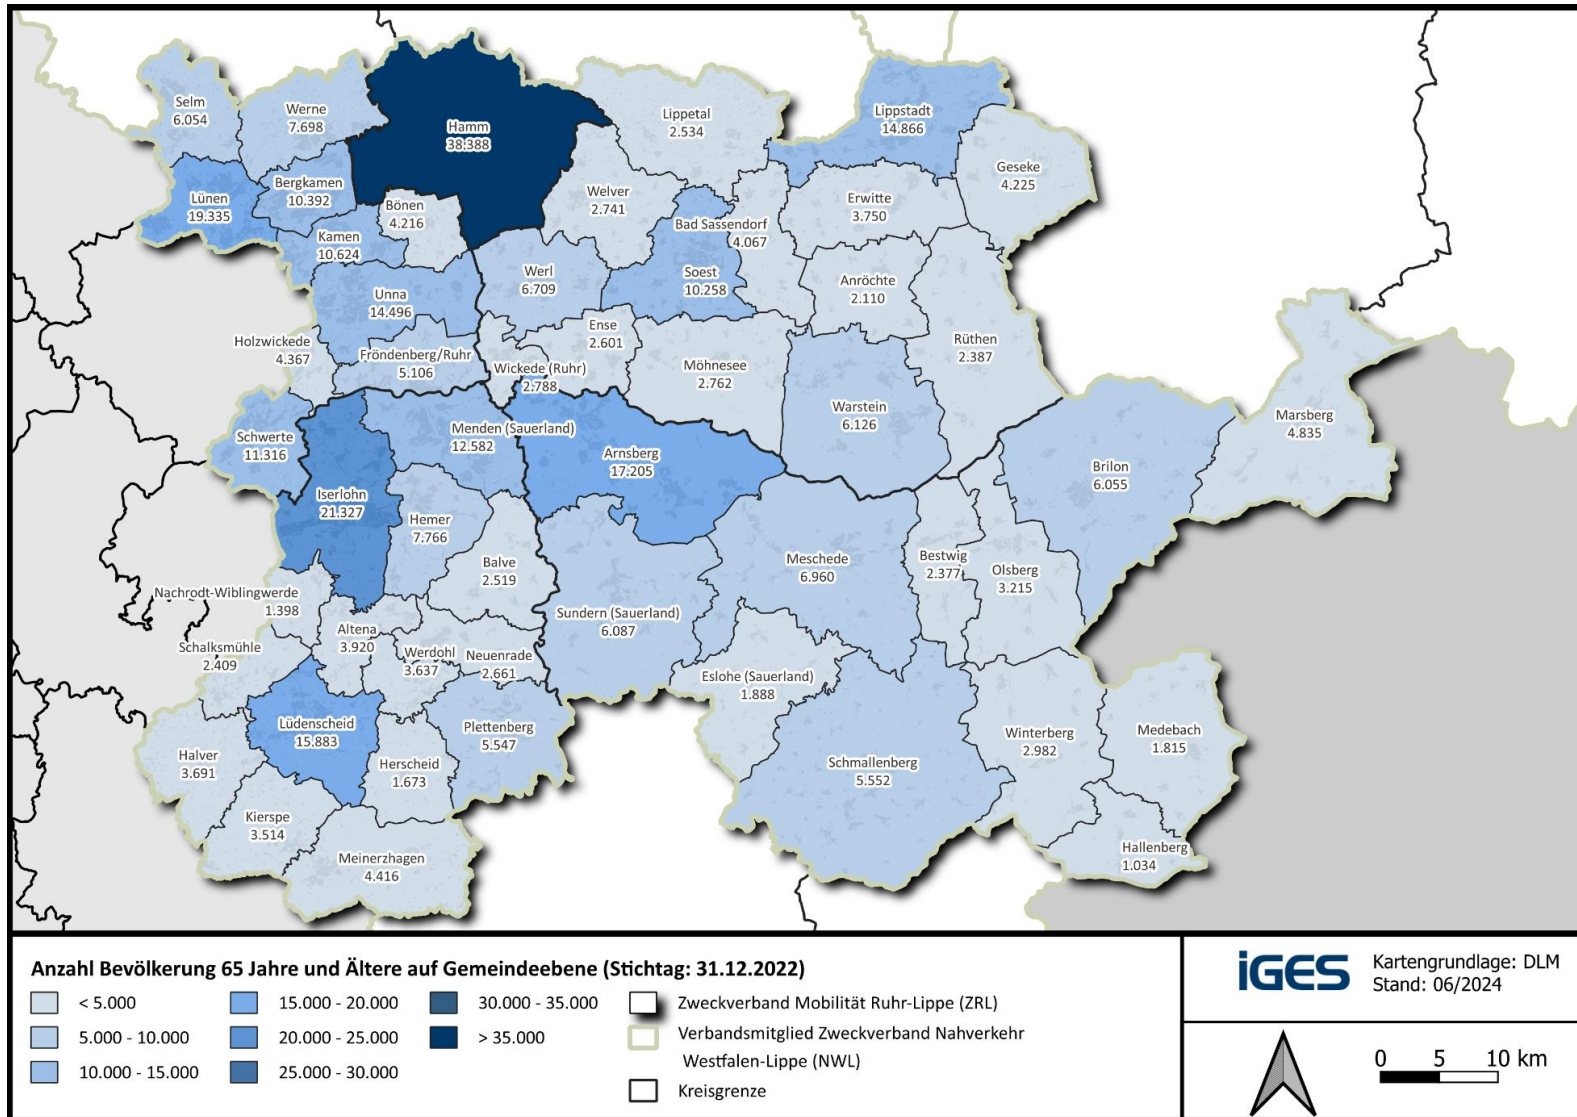 Selm
6.054
Werne
7.698
Hamm
38.388
Lippetal
2.534
Lippstadt
14.866
Geseke
4.225
Lünen
19.335
Bergkamen
10.392
Bönen
4.216
Welver
2.741
Erwitte
3.750
Bad Sassendorf
4.067
Kamen
10.624
Werl
6.709
Soest
10.258
Anröchte
2.110
Unna
14.496
Holzwickede
4.367
Fröndenberg/Ruhr
5.106
Ense
2.601
Wickede (Ruhr)
2.788
Möhnesee
2.762
Rüthen
2.387
Warstein
6.126
Marsberg
4.835
Schwerte
11.316
Menden (Sauerland)
12.582
Arnsberg
17.205
Brilon
6.055
Iserlohn
21.327
Hemer
7.766
Balve
2.519
Meschede
6.960
Bestwig
2.377
Olsberg
3.215
Nachrodt-Wiblingwerde
1.398
Altena
3.920
Sundern (Sauerland)
6.087
Schalksmühle
2.409
Werdohl
3.637
Neuenrade
2.661
Eslohe (Sauerland)
1.888
Lüdenscheid
15.883
Plettenberg
5.547
Winterberg
2.982
Medebach
1.815
Halver
3.691
Herscheid
1.673
Schmallenberg
5.552
Kierspe
3.514
Meinerzhagen
4.416
Hallenberg
1.034
Anzahl Bevölkerung 65 Jahre und Ältere auf Gemeindeebene (Stichtag: 31.12.2022)
< 5.000
5.000 - 10.000
10.000 - 15.000
15.000 - 20.000
20.000 - 25.000
25.000 - 30.000
30.000 - 35.000
> 35.000
Zweckverband Mobilität Ruhr-Lippe (ZRL)
Verbandsmitglied Zweckverband Nahverkehr
Westfalen-Lippe (NWL)
Kreisgrenze
iGES
Kartengrundlage: DLM
Stand: 06/2024
0 5 10 km